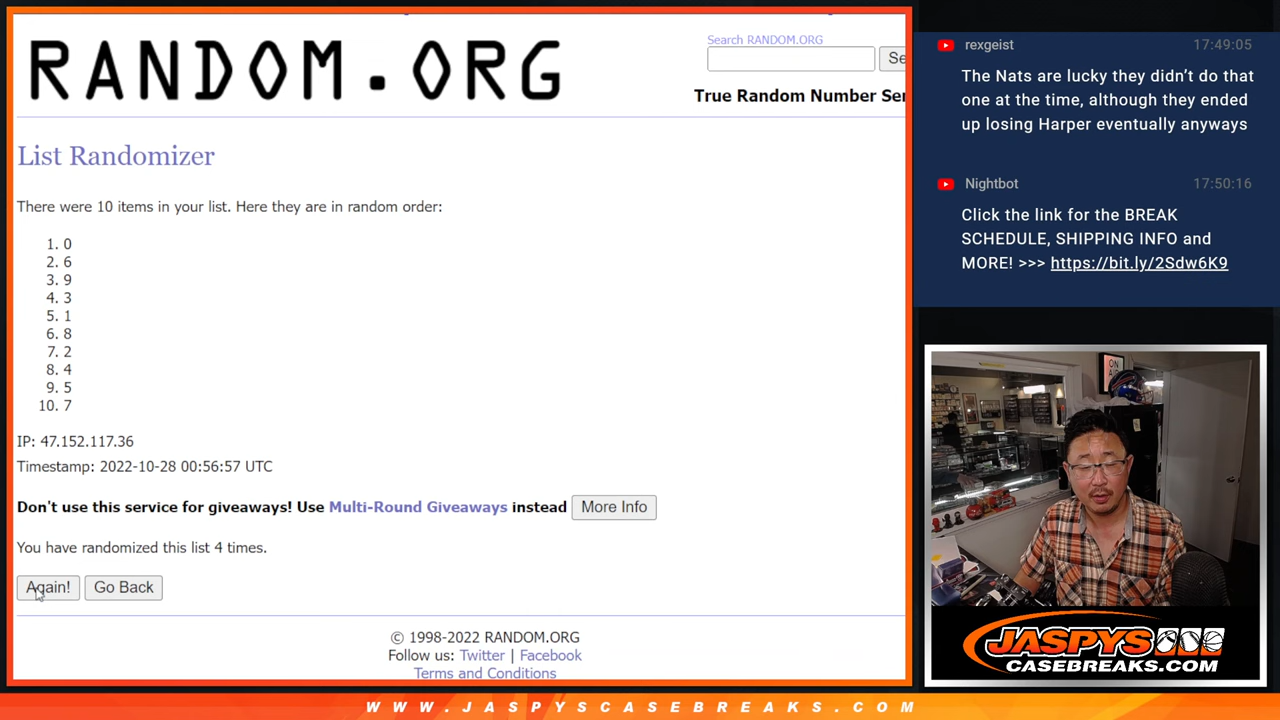 RANDOM.ORG
Search RANDOM.ORG
Se
True Random Number Ser
List Randomizer
There were 10 items in your list. Here they are in random order:
1. 0
2. 6
3. 9
4. 3
5. 1
6. 8
7. 2
8. 4
9. 5
10. 7
IP: 47.152.117.36
Timestamp: 2022-10-28 00:56:57 UTC
Don't use this service for giveaways! Use Multi-Round Giveaways instead More Info
You have randomized this list 4 times.
Again! Go Back
© 1998-2022 RANDOM.ORG
Follow us: Twitter | Facebook
Terms and Conditions
rexgeist 17:49:05
The Nats are lucky they didn't do that
one at the time, although they ended
up losing Harper eventually anyways
Nightbot 17:50:16
Click the link for the BREAK
SCHEDULE, SHIPPING INFO and
MORE! >>> https://bit.ly/2Sdw6K9
ON
AIR
JASPYS
CASEBREAKS.COM
WWW.JASPYSCASEBREAKS.COM